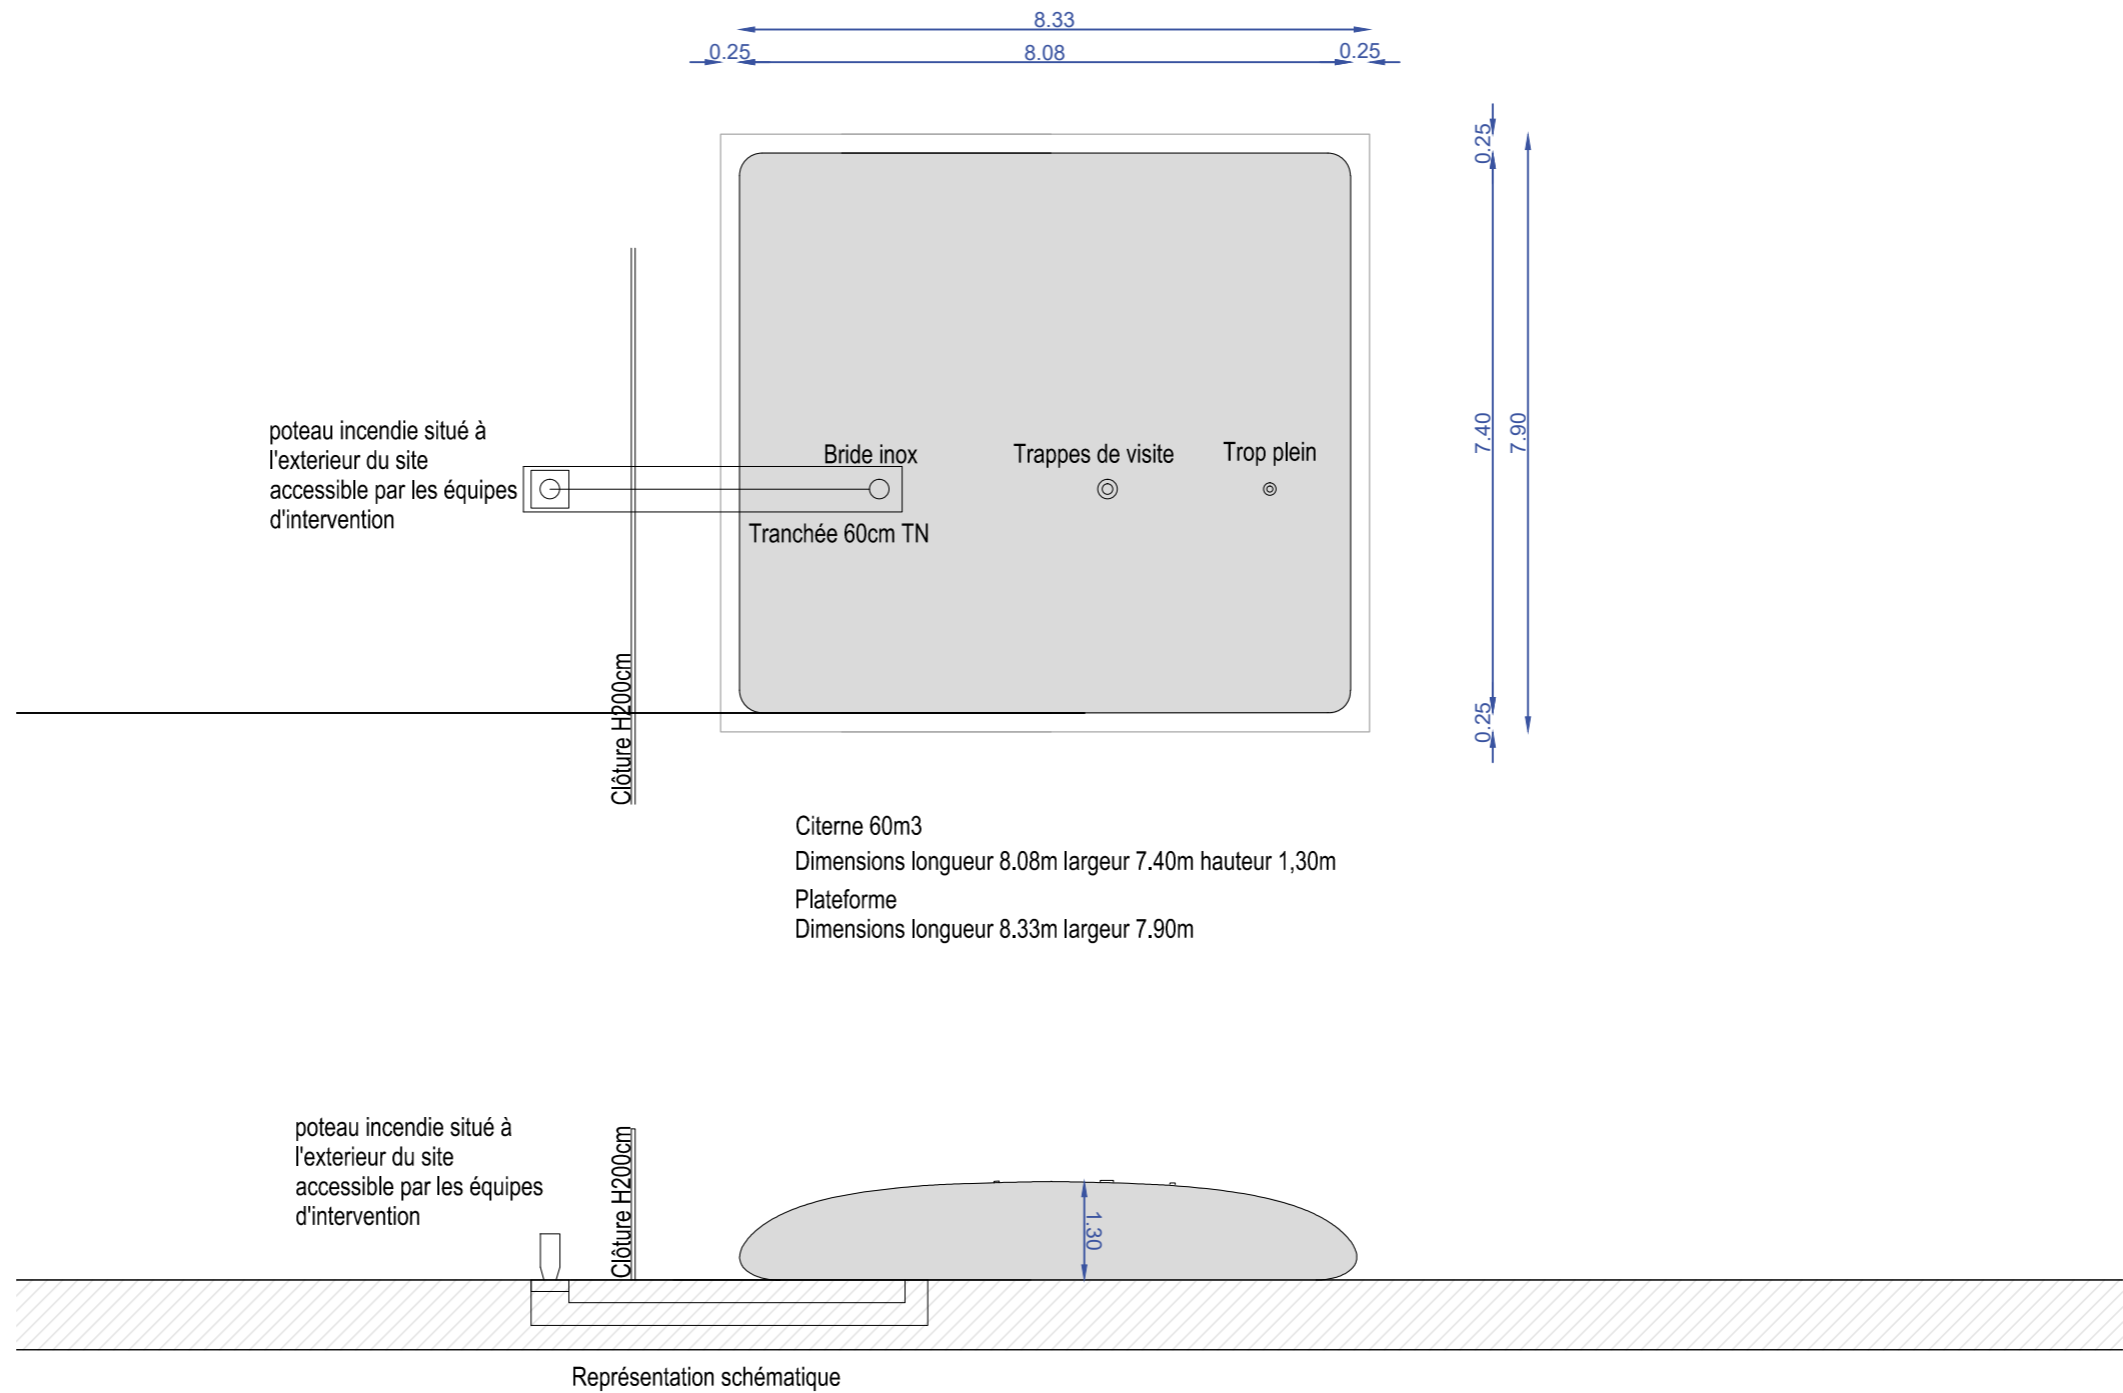 8.33
0.25
8.08
0.25
0.25
7.40
7.90
0.25
poteau incendie situé à
l'exterieur du site
accessible par les équipes
d'intervention
Bride inox
Trappes de visite
Trop plein
Tranchée 60cm TN
Clôture H200cm
Citerne 60m3
Dimensions longueur 8.08m largeur 7.40m hauteur 1,30m
Plateforme
Dimensions longueur 8.33m largeur 7.90m
poteau incendie situé à
l'exterieur du site
accessible par les équipes
d'intervention
Clôture H200cm
1.30
Représentation schématique